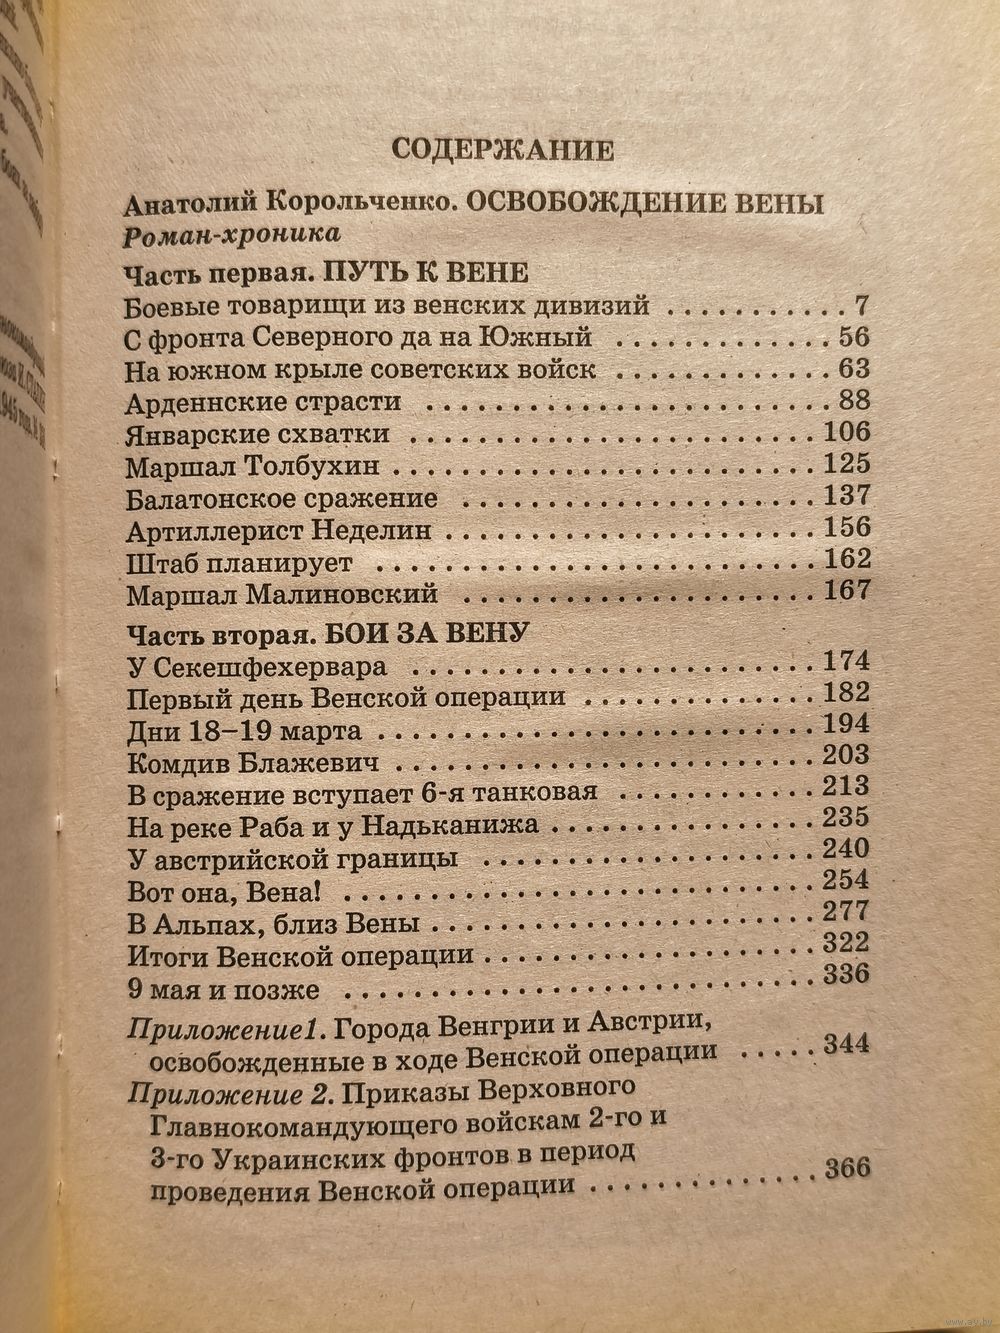 СОДЕРЖАНИЕ
Анатолий Корольченко. ОСВОБОЖДЕНИЕ ВЕНЫ
Роман-хроника
Часть первая. ПУТЬ К ВЕНЕ
Боевые товарищи из венских дивизий . . . . . . . . . . . 7
С фронта Северного да на Южный . . . . . . . . . . . . . 56
На южном крыле советских войск . . . . . . . . . . . . . 63
Арденнские страсти . . . . . . . . . . . . . . . . . . . . . . . . 88
Январские схватки . . . . . . . . . . . . . . . . . . . . . . . . 106
Маршал Толбухин . . . . . . . . . . . . . . . . . . . . . . . . . 125
Балатонское сражение . . . . . . . . . . . . . . . . . . . . . 137
Артиллерист Неделин . . . . . . . . . . . . . . . . . . . . . . 156
Штаб планирует . . . . . . . . . . . . . . . . . . . . . . . . . . 162
Маршал Малиновский . . . . . . . . . . . . . . . . . . . . . 167
Часть вторая. БОИ ЗА ВЕНУ
У Секешфехервара . . . . . . . . . . . . . . . . . . . . . . . . 174
Первый день Венской операции . . . . . . . . . . . . . . 182
Дни 18–19 марта . . . . . . . . . . . . . . . . . . . . . . . . . . 194
Комдив Блажевич . . . . . . . . . . . . . . . . . . . . . . . . . 203
В сражение вступает 6-я танковая . . . . . . . . . . . . 213
На реке Раба и у Надьканижа . . . . . . . . . . . . . . . . 235
У австрийской границы . . . . . . . . . . . . . . . . . . . . 240
Вот она, Вена! . . . . . . . . . . . . . . . . . . . . . . . . . . . . 254
В Альпах, близ Вены . . . . . . . . . . . . . . . . . . . . . . . 277
Итоги Венской операции . . . . . . . . . . . . . . . . . . . . 322
9 мая и позже . . . . . . . . . . . . . . . . . . . . . . . . . . . . 336
Приложение1. Города Венгрии и Австрии,
освобожденные в ходе Венской операции . . . . . 344
Приложение 2. Приказы Верховного
Главнокомандующего войскам 2-го и
3-го Украинских фронтов в период
проведения Венской операции . . . . . . . . . . . . . . 366
www.ay.by